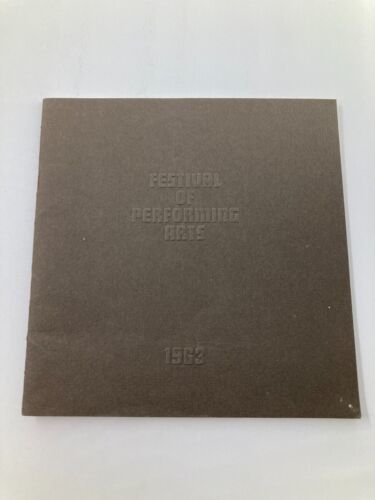 FESTIVAL
OF
PERFORMING
ARTS
1963